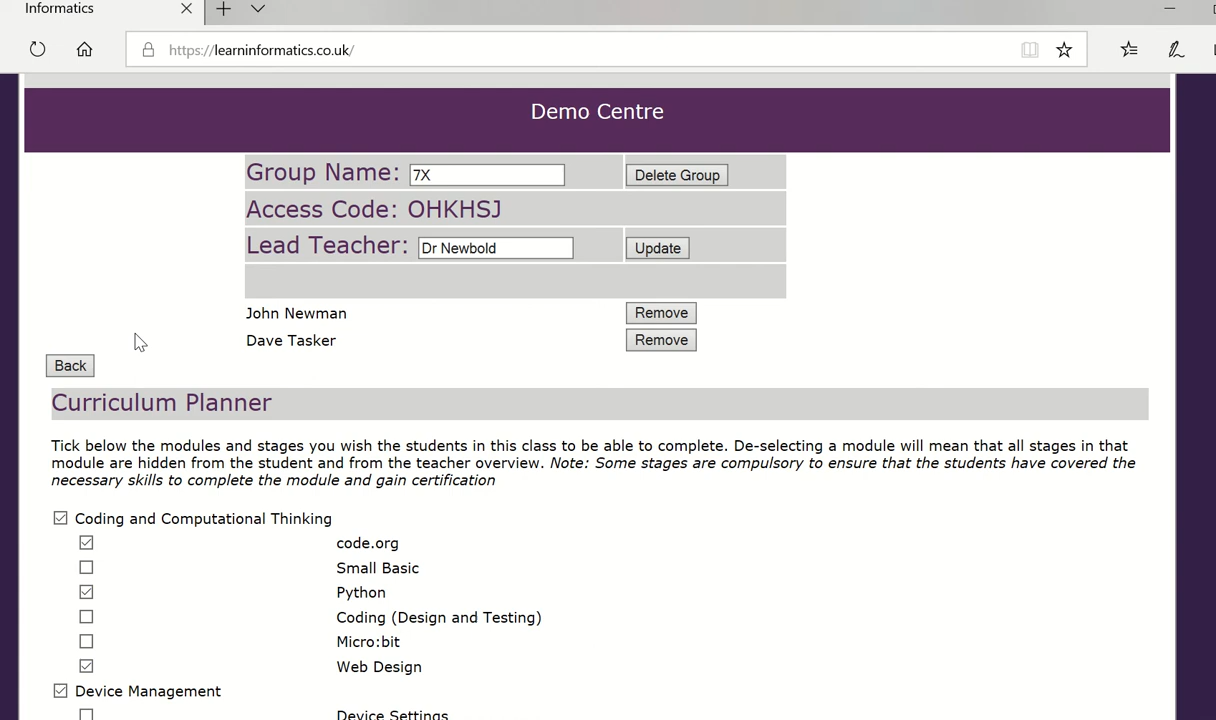 Informatics
https://learninformatics.co.uk/
Demo Centre
Group Name: 7X Delete Group
Access Code: OHKHSJ
Lead Teacher: Dr Newbold Update
John Newman Remove
Dave Tasker Remove
Back
Curriculum Planner
Tick below the modules and stages you wish the students in this class to be able to complete. De-selecting a module will mean that all stages in that
module are hidden from the student and from the teacher overview. Note: Some stages are compulsory to ensure that the students have covered the
necessary skills to complete the module and gain certification
Coding and Computational Thinking
code.org
Small Basic
Python
Coding (Design and Testing)
Micro:bit
Web Design
Device Management
Device Settings